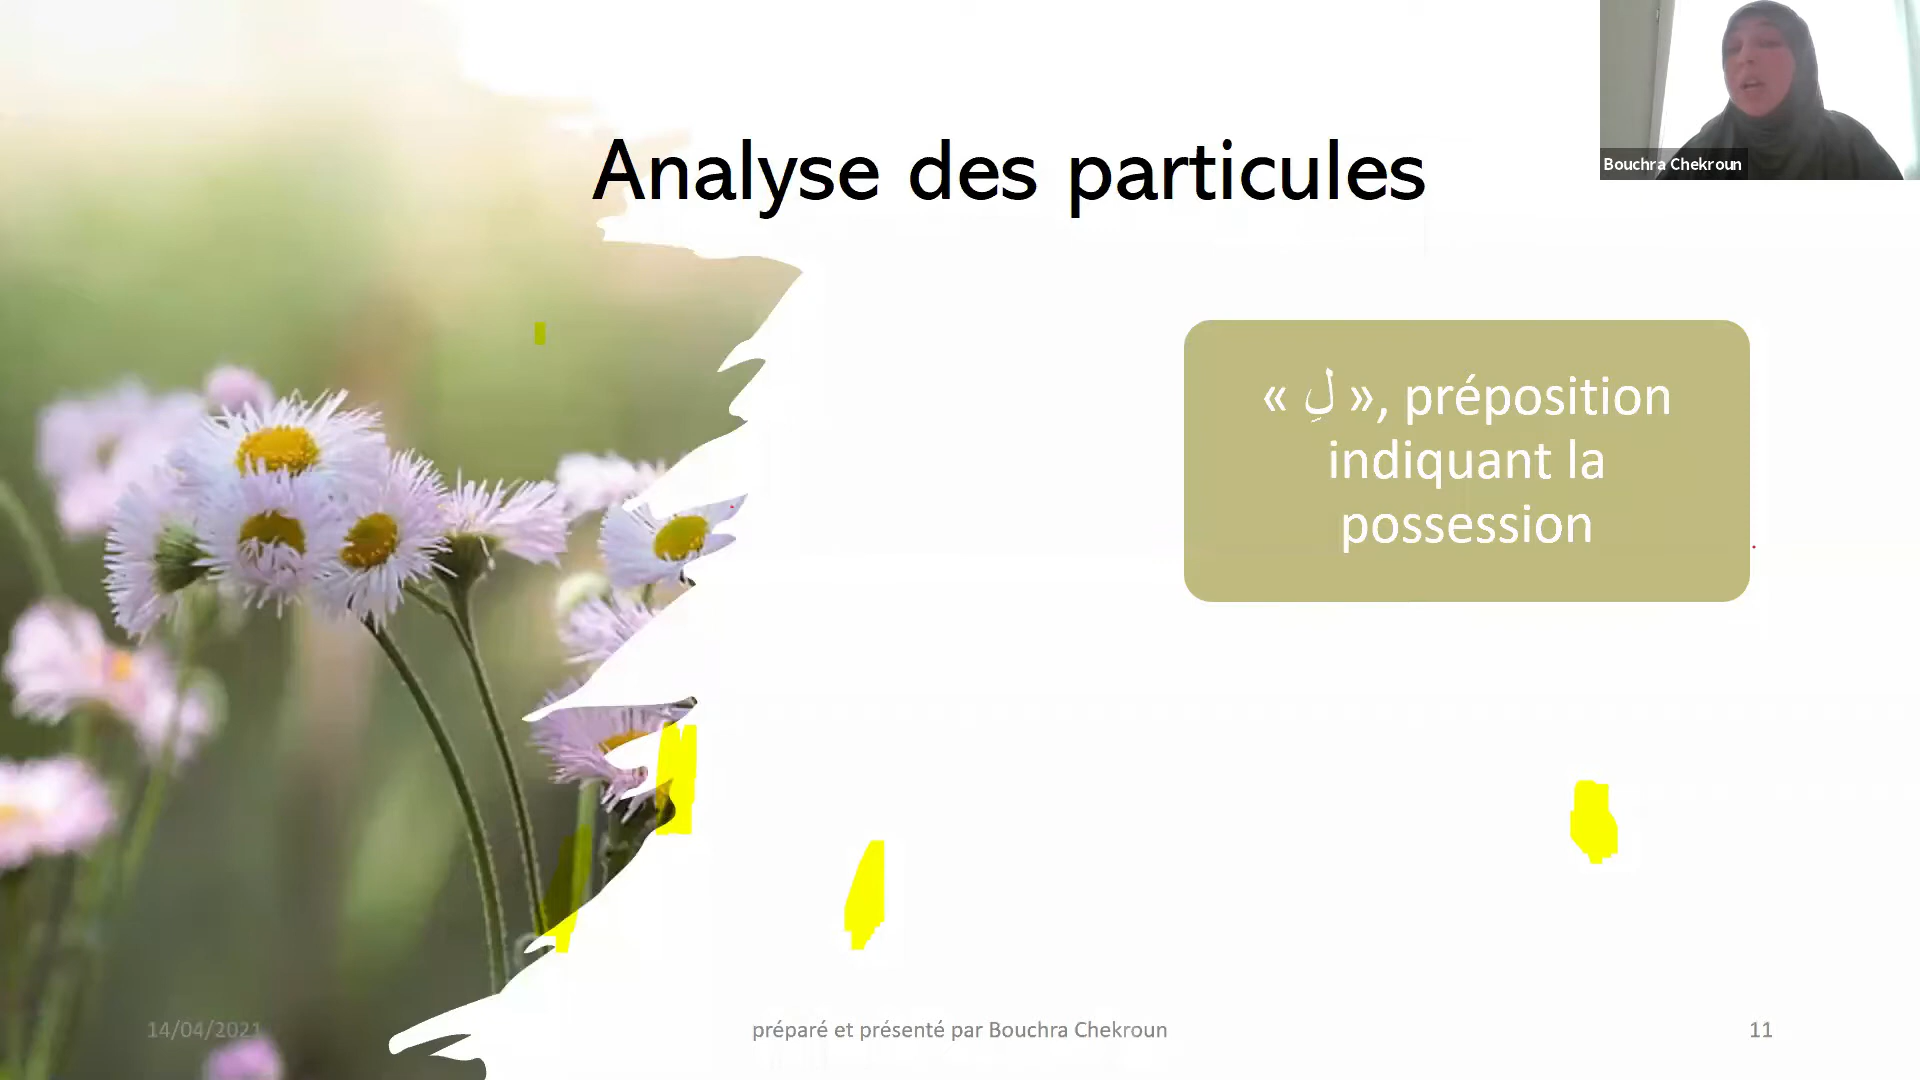 Bouchra Chekroun
Analyse des particules
« لِ », préposition
indiquant la
possession
14/04/2021
préparé et présenté par Bouchra Chekroun
11